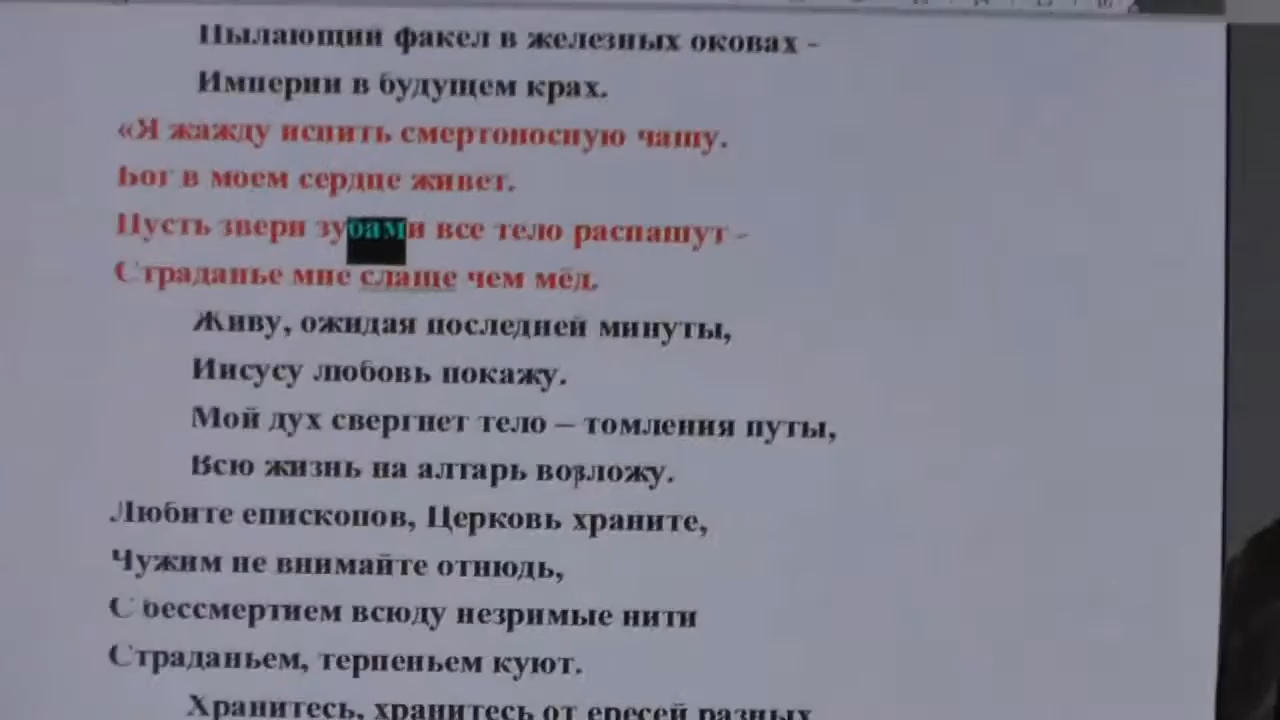 Пылающий факел в железных оковах -
Империи в будущем крах.
«Я жажду испить смертоносную чашу.
Бог в моем сердце живет.
Пусть звери зубами все тело распашут -
Страданье мне слаще чем мёд.
Живу, ожидая последней минуты,
Иисусу любовь покажу.
Мой дух свергнет тело – томления путы,
Всю жизнь на алтарь возложу.
Любите епископов, Церковь храните,
Чужим не внимайте отнюдь,
С бессмертием всюду незримые нити
Страданьем, терпеньем куют.
Хранитесь, хранитесь от ересей разных